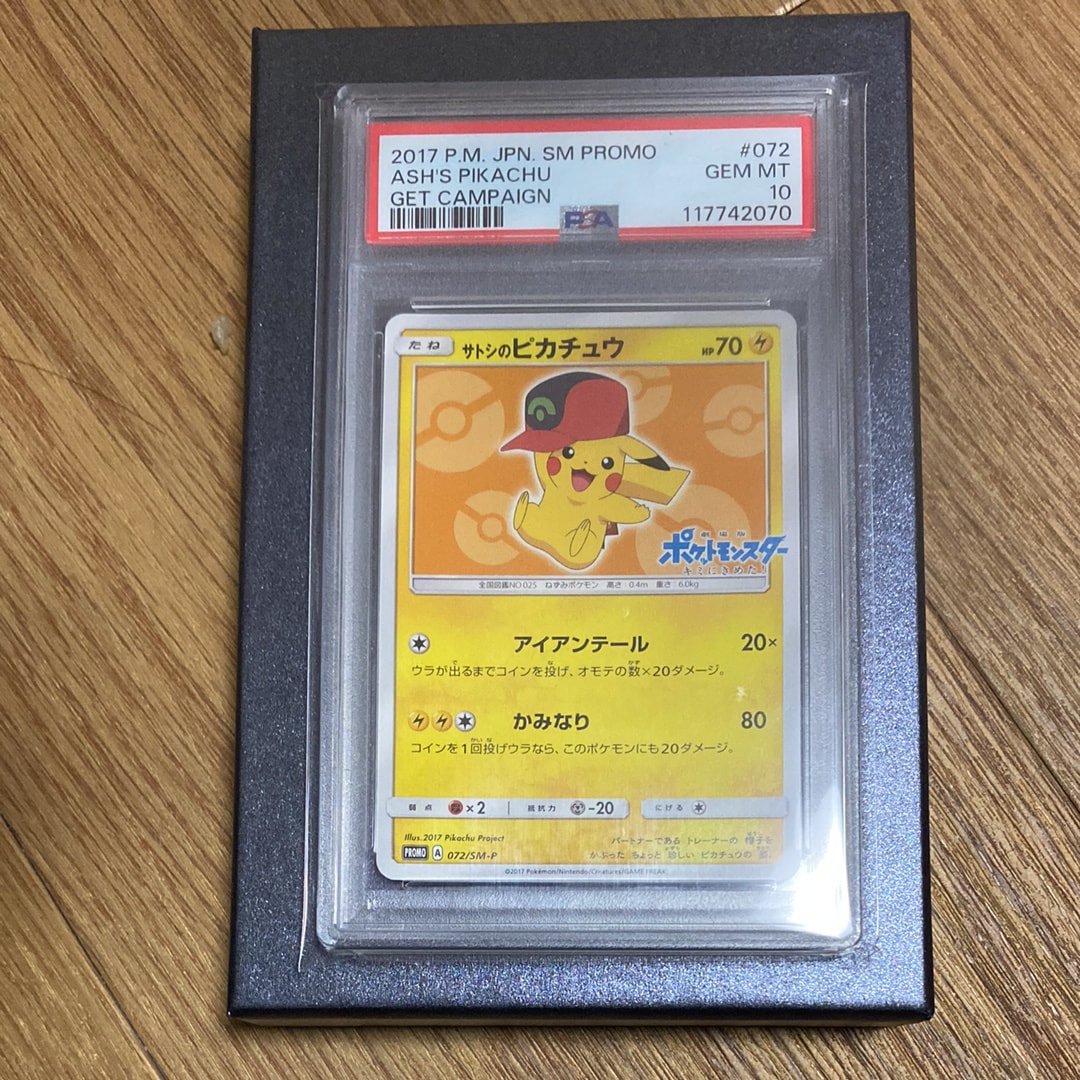 2017 P.M. JPN. SM PROMO #072
ASH'S PIKACHU GEM MT
GET CAMPAIGN 10
PSA 117742070
たね サトシのピカチュウ HP70
劇場版
ポケットモンスター
キミにきめた!
全国図鑑NO025 ねずみポケモン 高さ:0.4m 重さ:6.0kg
アイアンテール 20×
ウラが出るまでコインを投げ、オモテの数×20ダメージ。
かみなり 80
コインを1回投げウラなら、このポケモンにも20ダメージ。
弱点 ×2 抵抗力 -20 にげる
Illus.2017 Pikachu Project
パートナーである トレーナーの 帽子を
かぶった ちょっと 珍しい ピカチュウの 姿。
PROMO A 072/SM-P
©2017 Pokémon/Nintendo/Creatures/GAME FREAK